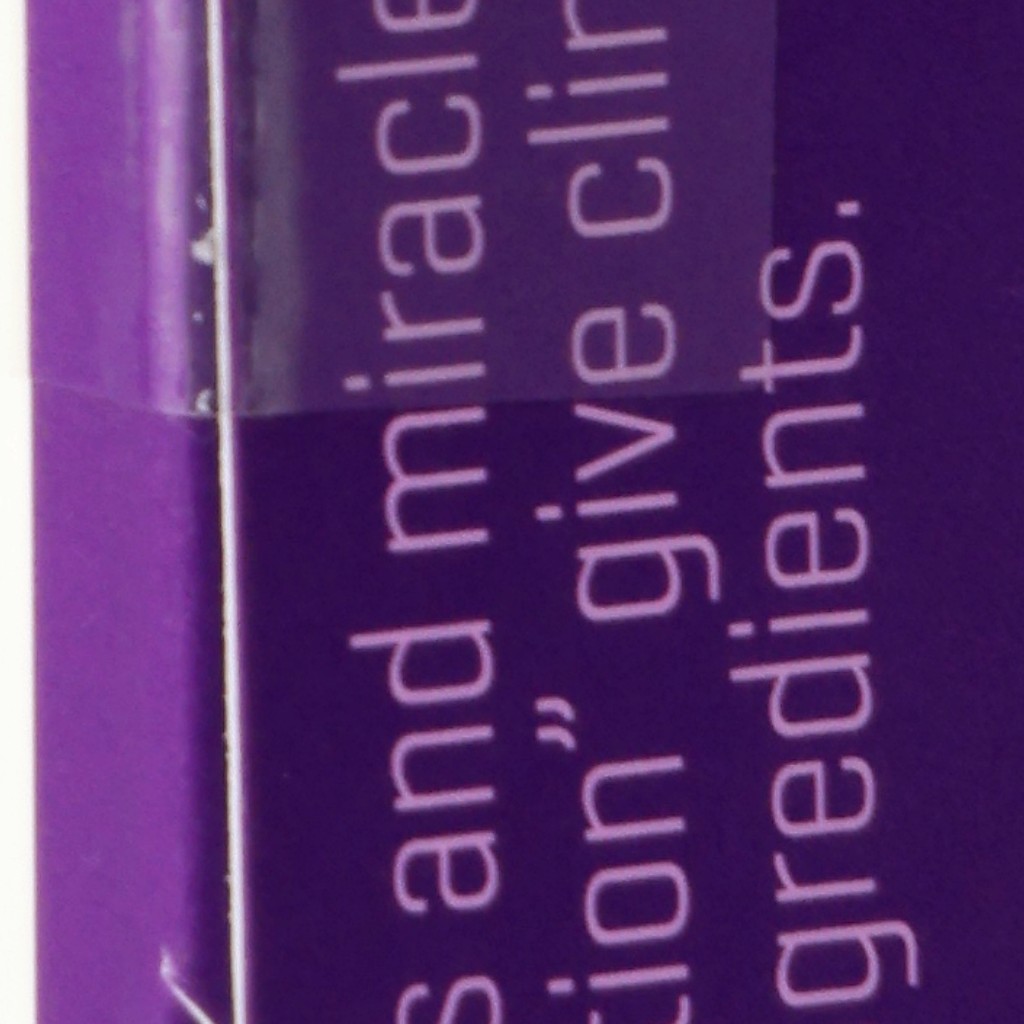 s and miracle
tion” give clin
gredients.